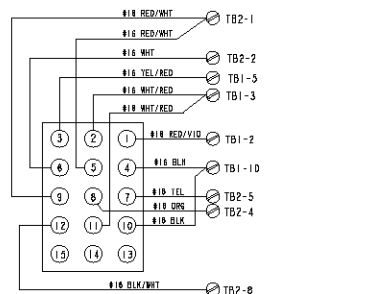 #18 RED/WHT
TB2-1
#16 RED/WHT
#16 WHT
TB2-2
#16 YEL/RED
TB1-5
#16 WHT/RED
TB1-3
#18 WHT/RED
3 2 1
#18 RED/VIO
TB1-2
6 5 4
#16 BLK
TB1-10
9 8 7
#18 YEL
TB2-5
#18 ORG
TB2-4
12 11 10
#18 BLK
15 14 13
#16 BLK/WHT
TB2-8